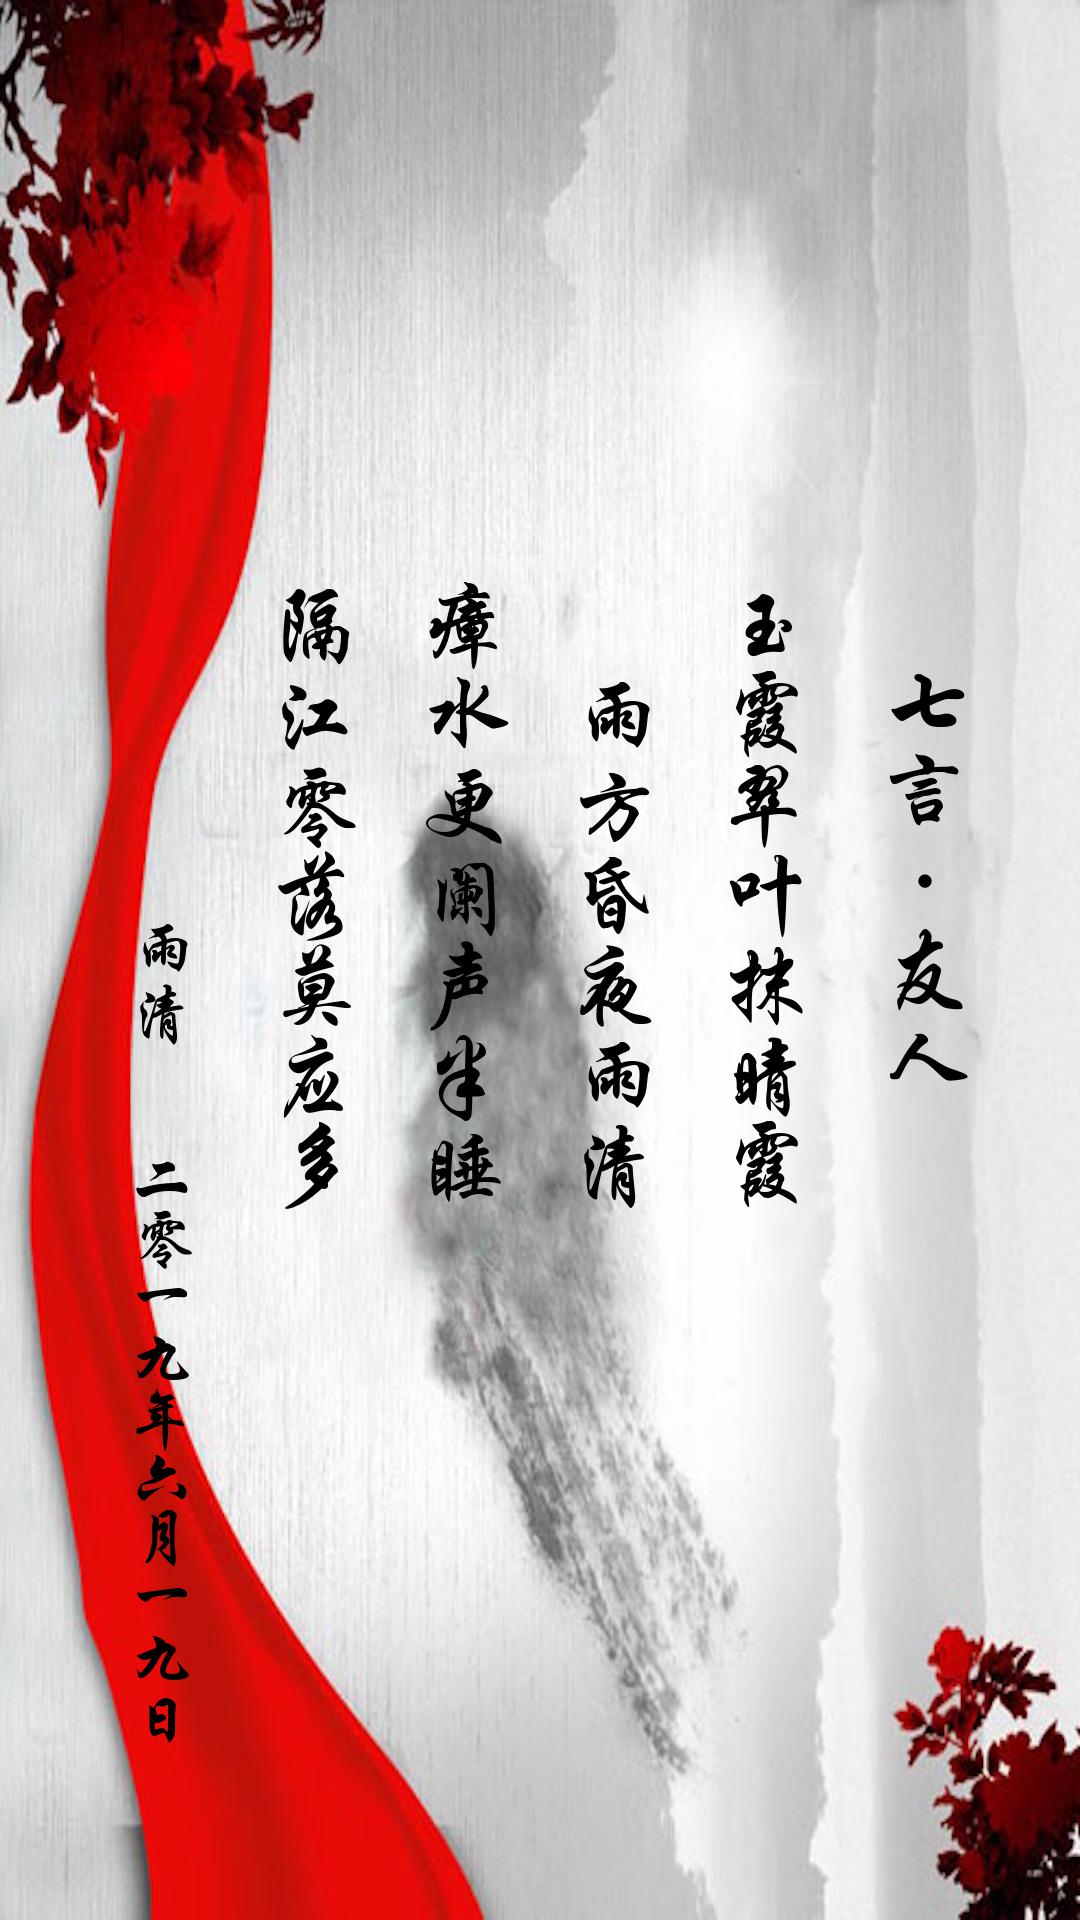 七言·友人
玉霞翠叶抹晴霞
雨方昏夜雨清
瘴水更阑声半睡
隔江零落莫应多
雨清
二零一九年六月一九日